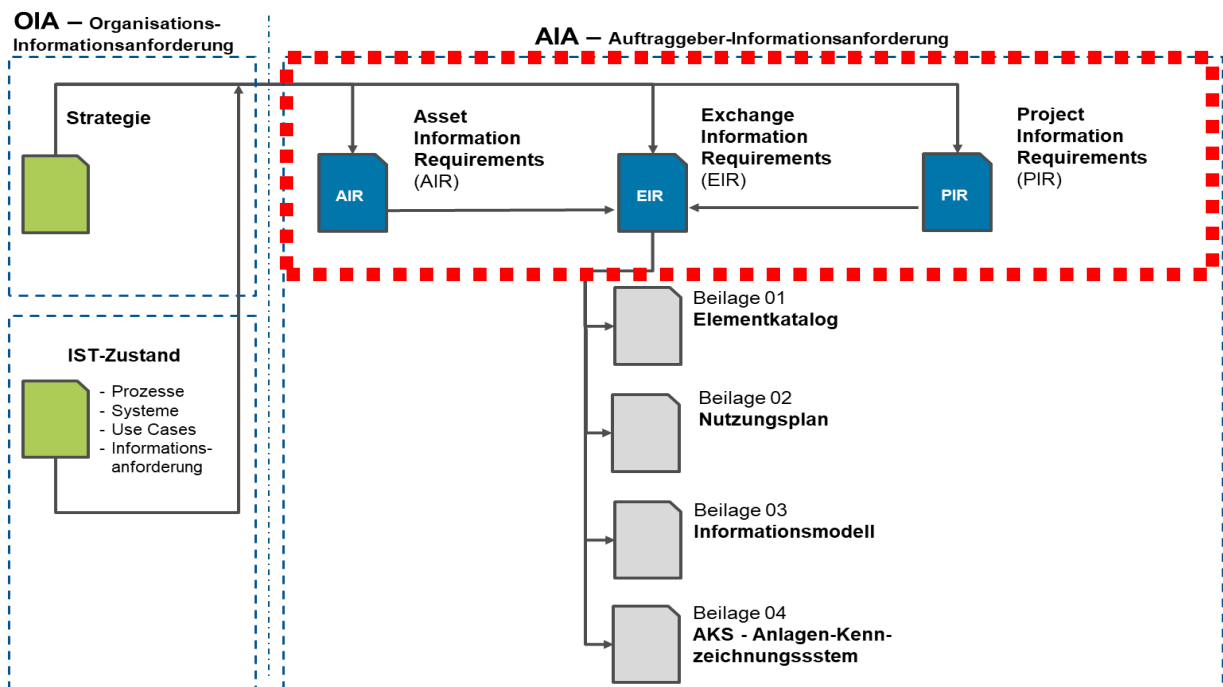 OIA – Organisations-
Informationsanforderung
AIA – Auftraggeber-Informationsanforderung
Strategie
Asset
Information
Requirements
(AIR)
AIR
Exchange
Information
Requirements
(EIR)
EIR
Project
Information
Requirements
(PIR)
PIR
IST-Zustand
- Prozesse
- Systeme
- Use Cases
- Informations-
anforderung
Beilage 01
Elementkatalog
Beilage 02
Nutzungsplan
Beilage 03
Informationsmodell
Beilage 04
AKS - Anlagen-Kenn-
zeichnungssstem